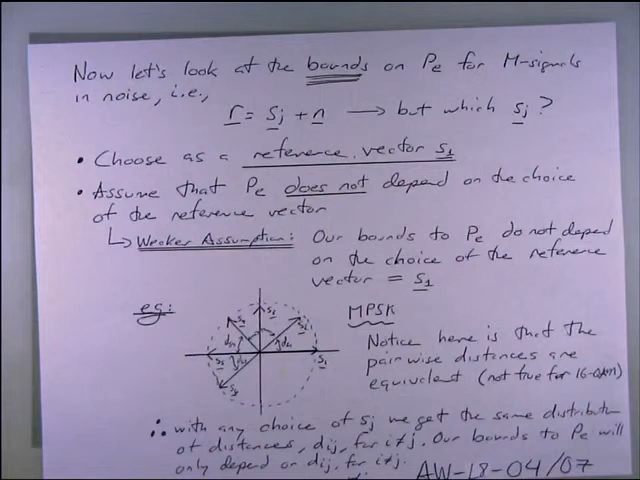 Now let's look at the bounds on Pe for M-signals
in noise, i.e.,
r = sj + n → but which sj?
• Choose as a reference vector s1
• Assume that Pe does not depend on the choice
of the reference vector
↳ Weaker Assumption: Our bounds to Pe do not depend
on the choice of the reference
vector = s1
e.g:
MPSK
Notice here is that the
pairwise distances are
equivalent (not true for 16-QAM)
s1
∴ with any choice of sj we get the same distribution
of distances, dij, for i≠j. Our bounds to Pe will
only depend on dij, for i≠j.
AW-L8-04/07